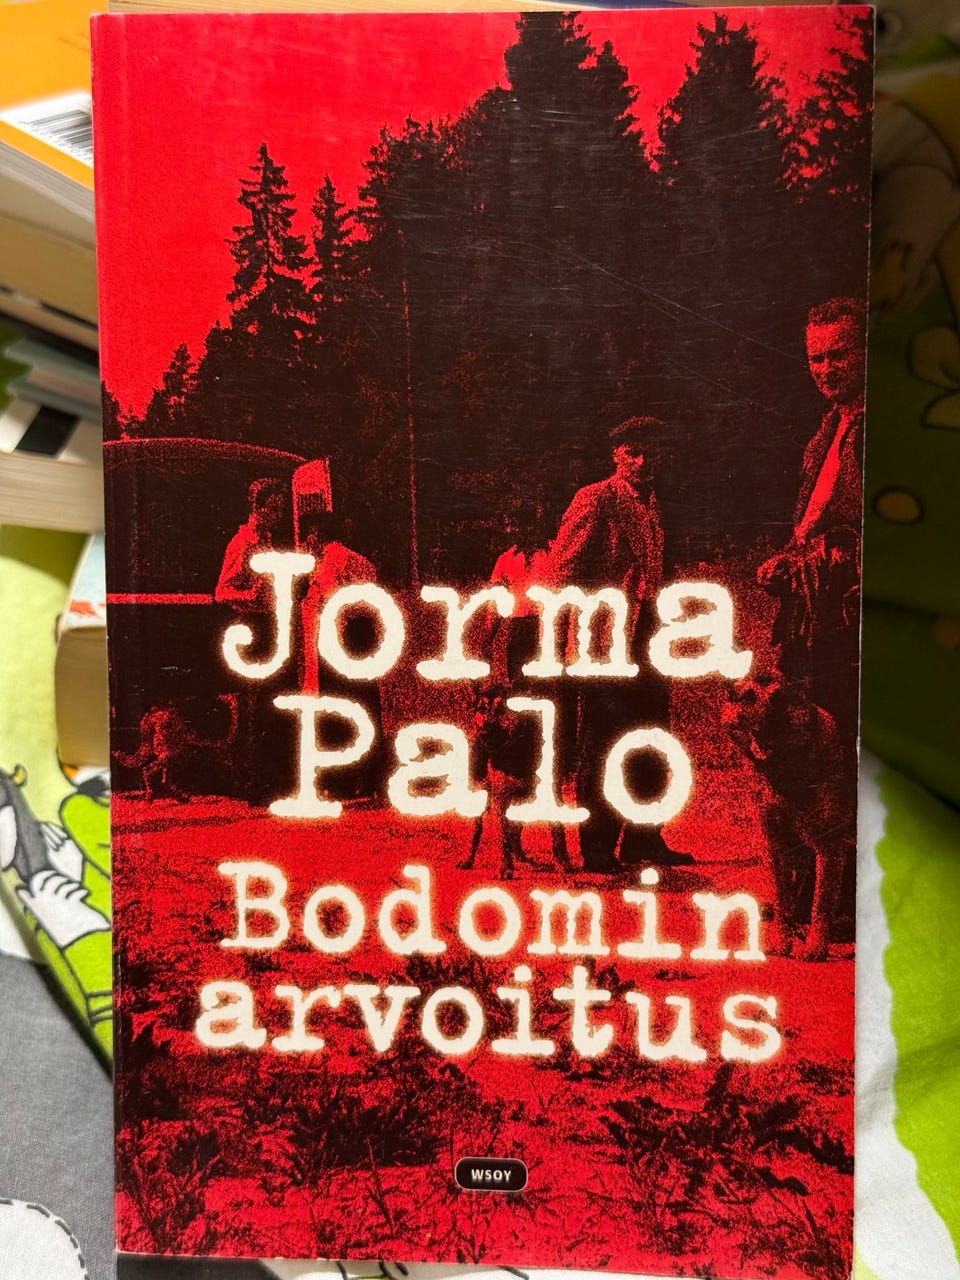 Jorma
Palo
Bodomin
arvoitus
WSOY